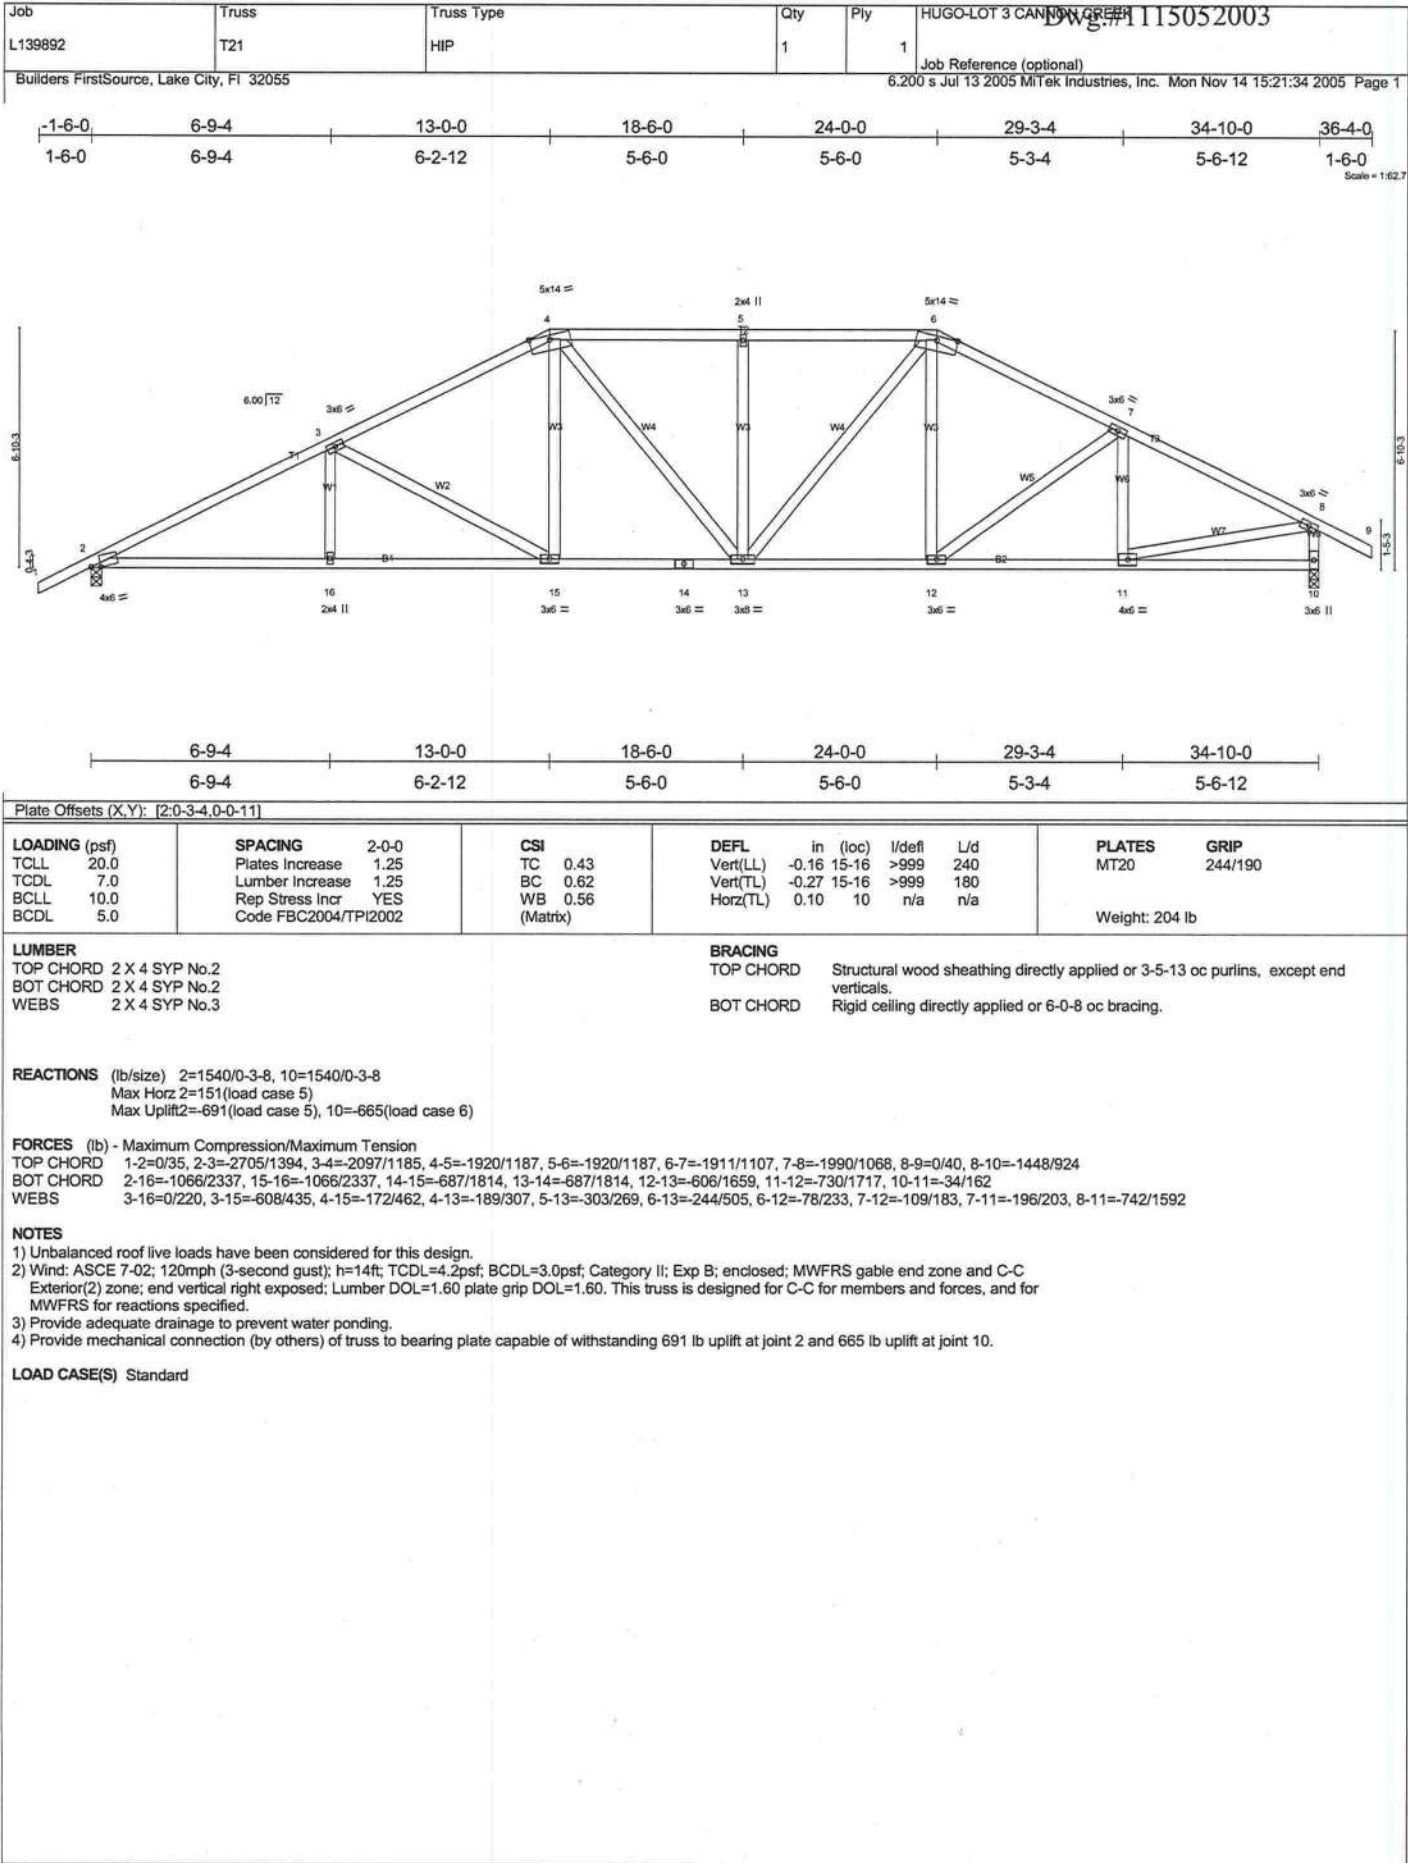 Job Truss Truss Type Qty Ply HUGO-LOT 3 CANNON CREEK Dwg.#1115052003
L139892 T21 HIP 1 1
Job Reference (optional)
Builders FirstSource, Lake City, Fl 32055 6.200 s Jul 13 2005 MiTek Industries, Inc. Mon Nov 14 15:21:34 2005 Page 1
-1-6-0 6-9-4 13-0-0 18-6-0 24-0-0 29-3-4 34-10-0 36-4-0
1-6-0 6-9-4 6-2-12 5-6-0 5-6-0 5-3-4 5-6-12 1-6-0
Scale = 1:62.7
5x14 = 2x4 || 5x14 =
4 5 6
6.00 12 3x6 = 3x6 =
3 7
W3 W4 W3 W4 W3
6-10-3 T1 W1 W2 W5 W6 T3 6-10-3
3x6 =
8
2 W7 9
0-4-3 B1 B2 1-5-3
4x6 = 16 15 14 13 12 11 10
2x4 || 3x6 = 3x6 = 3x8 = 3x6 = 4x6 = 3x6 ||
6-9-4 13-0-0 18-6-0 24-0-0 29-3-4 34-10-0
6-9-4 6-2-12 5-6-0 5-6-0 5-3-4 5-6-12
Plate Offsets (X,Y): [2:0-3-4,0-0-11]
LOADING (psf) SPACING 2-0-0 CSI DEFL in (loc) l/defl L/d PLATES GRIP
TCLL 20.0 Plates Increase 1.25 TC 0.43 Vert(LL) -0.16 15-16 >999 240 MT20 244/190
TCDL 7.0 Lumber Increase 1.25 BC 0.62 Vert(TL) -0.27 15-16 >999 180
BCLL 10.0 Rep Stress Incr YES WB 0.56 Horz(TL) 0.10 10 n/a n/a
BCDL 5.0 Code FBC2004/TPI2002 (Matrix) Weight: 204 lb
LUMBER
TOP CHORD 2 X 4 SYP No.2
BOT CHORD 2 X 4 SYP No.2
WEBS 2 X 4 SYP No.3
BRACING
TOP CHORD Structural wood sheathing directly applied or 3-5-13 oc purlins, except end
verticals.
BOT CHORD Rigid ceiling directly applied or 6-0-8 oc bracing.
REACTIONS (lb/size) 2=1540/0-3-8, 10=1540/0-3-8
Max Horz 2=151(load case 5)
Max Uplift2=-691(load case 5), 10=-665(load case 6)
FORCES (lb) - Maximum Compression/Maximum Tension
TOP CHORD 1-2=0/35, 2-3=-2705/1394, 3-4=-2097/1185, 4-5=-1920/1187, 5-6=-1920/1187, 6-7=-1911/1107, 7-8=-1990/1068, 8-9=0/40, 8-10=-1448/924
BOT CHORD 2-16=-1066/2337, 15-16=-1066/2337, 14-15=-687/1814, 13-14=-687/1814, 12-13=-606/1659, 11-12=-730/1717, 10-11=-34/162
WEBS 3-16=0/220, 3-15=-608/435, 4-15=-172/462, 4-13=-189/307, 5-13=-303/269, 6-13=-244/505, 6-12=-78/233, 7-12=-109/183, 7-11=-196/203, 8-11=-742/1592
NOTES
1) Unbalanced roof live loads have been considered for this design.
2) Wind: ASCE 7-02; 120mph (3-second gust); h=14ft; TCDL=4.2psf; BCDL=3.0psf; Category II; Exp B; enclosed; MWFRS gable end zone and C-C
Exterior(2) zone; end vertical right exposed; Lumber DOL=1.60 plate grip DOL=1.60. This truss is designed for C-C for members and forces, and for
MWFRS for reactions specified.
3) Provide adequate drainage to prevent water ponding.
4) Provide mechanical connection (by others) of truss to bearing plate capable of withstanding 691 lb uplift at joint 2 and 665 lb uplift at joint 10.
LOAD CASE(S) Standard